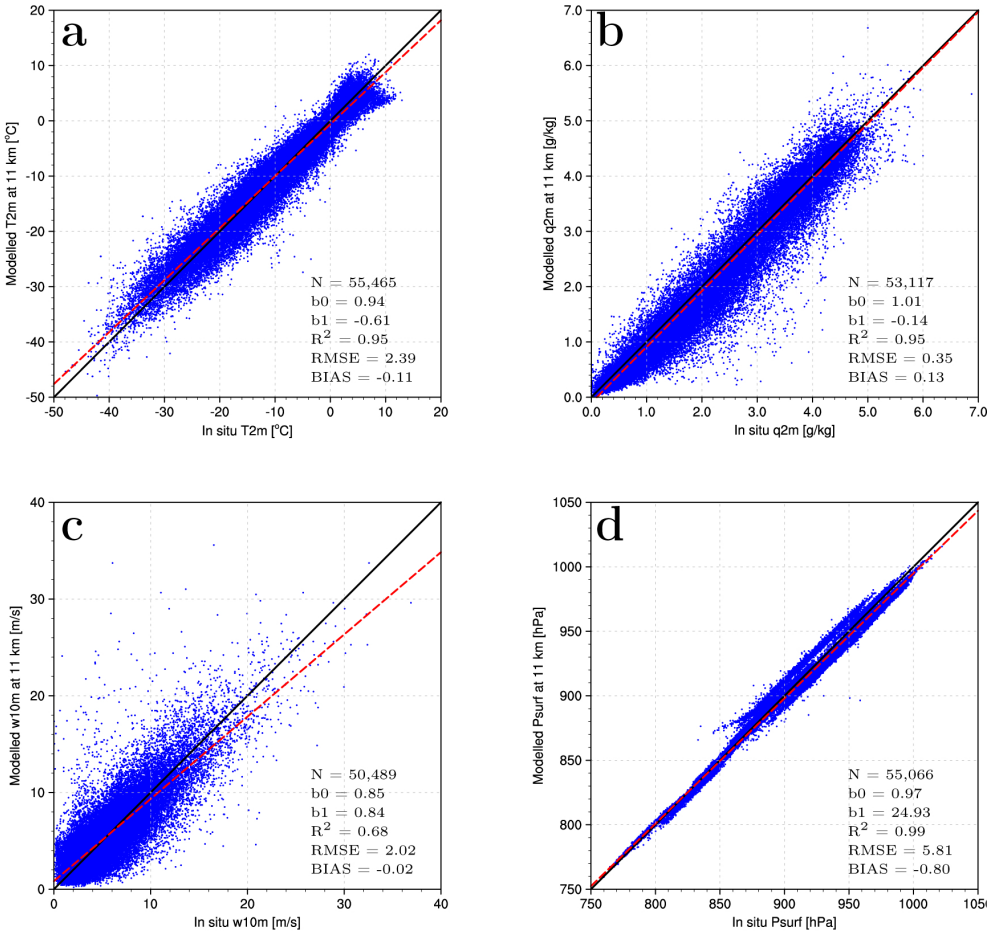 a
20
10
0
-10
-20
-30
-40
-50
Modelled T2m at 11 km [°C]
N = 55,465
b0 = 0.94
b1 = -0.61
R² = 0.95
RMSE = 2.39
BIAS = -0.11
-50 -40 -30 -20 -10 0 10 20
In situ T2m [°C]
b
7.0
6.0
5.0
4.0
3.0
2.0
1.0
0.0
Modelled q2m at 11 km [g/kg]
N = 53,117
b0 = 1.01
b1 = -0.14
R² = 0.95
RMSE = 0.35
BIAS = 0.13
0.0 1.0 2.0 3.0 4.0 5.0 6.0 7.0
In situ q2m [g/kg]
c
40
30
20
10
0
Modelled w10m at 11 km [m/s]
N = 50,489
b0 = 0.85
b1 = 0.84
R² = 0.68
RMSE = 2.02
BIAS = -0.02
0 10 20 30 40
In situ w10m [m/s]
d
1050
1000
950
900
850
800
750
Modelled Psurf at 11 km [hPa]
N = 55,066
b0 = 0.97
b1 = 24.93
R² = 0.99
RMSE = 5.81
BIAS = -0.80
750 800 850 900 950 1000 1050
In situ Psurf [hPa]